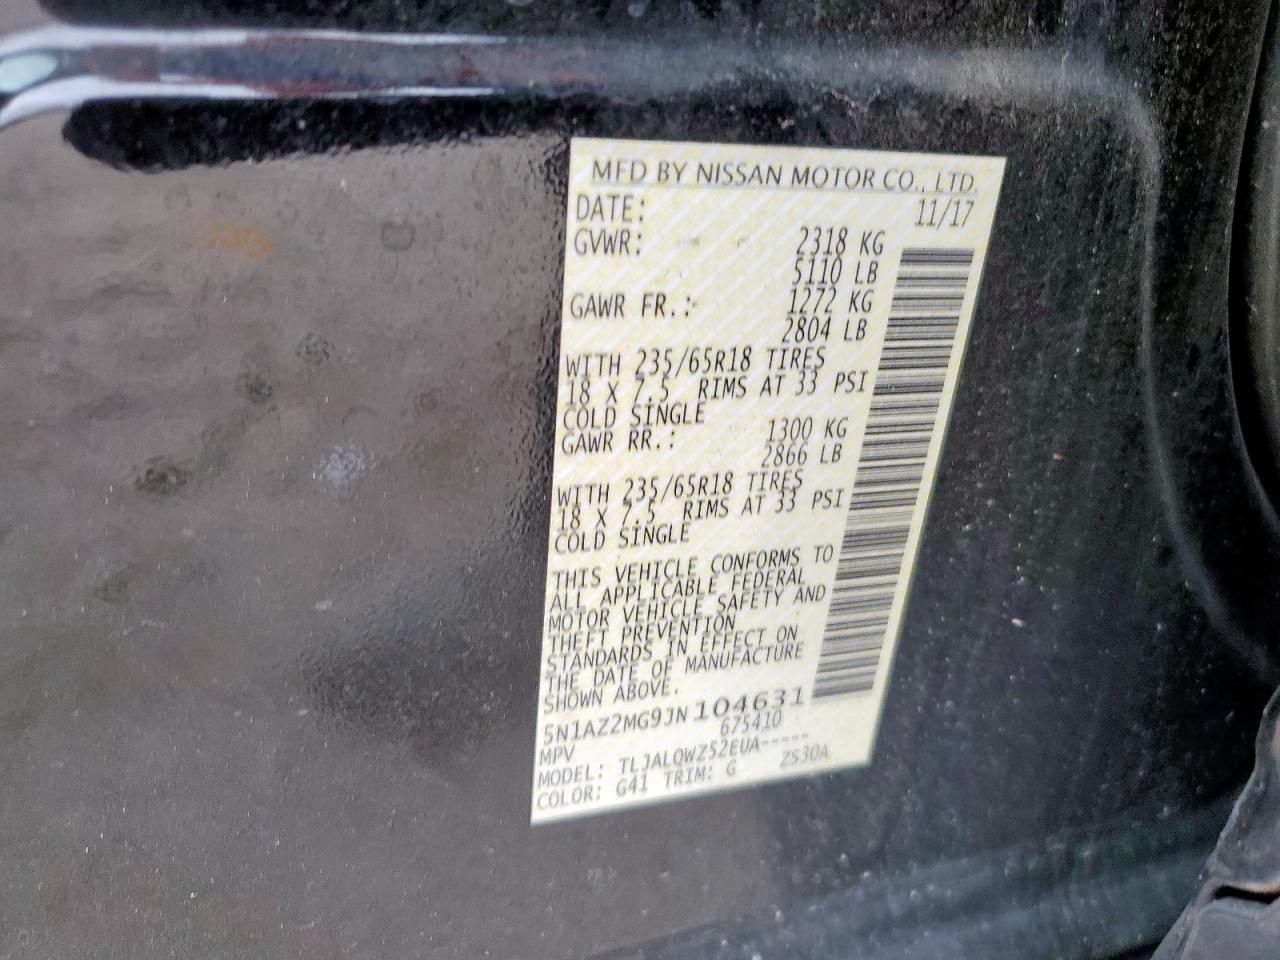 MFD BY NISSAN MOTOR CO., LTD.
DATE: 11/17
GVWR: 2318 KG
5110 LB
GAWR FR.: 1272 KG
2804 LB
WITH 235/65R18 TIRES
18 X 7.5 RIMS AT 33 PSI
COLD SINGLE
GAWR RR.: 1300 KG
2866 LB
WITH 235/65R18 TIRES
18 X 7.5 RIMS AT 33 PSI
COLD SINGLE
THIS VEHICLE CONFORMS TO
ALL APPLICABLE FEDERAL
MOTOR VEHICLE SAFETY AND
THEFT PREVENTION
STANDARDS IN EFFECT ON
THE DATE OF MANUFACTURE
SHOWN ABOVE.
5N1AZ2MG9JN104631
MPV 675410
MODEL: TLJALQWZ52EUA-----
COLOR: G41 TRIM: G ZS30A